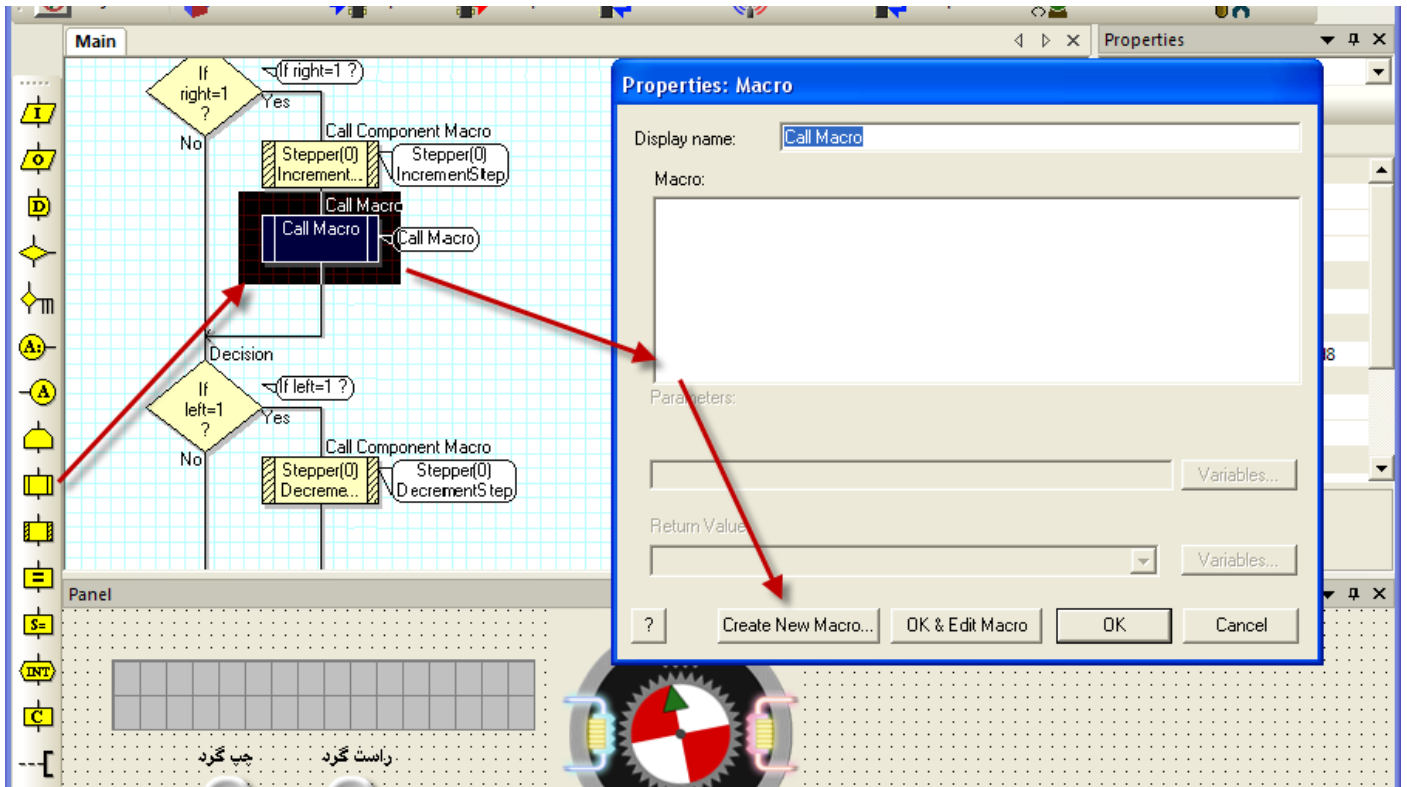 Main
Properties
If
right=1
?
If right=1 ?
Yes
No
Call Component Macro
Stepper(0)
Increment...
Stepper(0)
IncrementStep
Call Macro
Call Macro
Call Macro
Decision
If
left=1
?
If left=1 ?
Yes
No
Call Component Macro
Stepper(0)
Decreme...
Stepper(0)
DecrementStep
Properties: Macro
Display name:
Call Macro
Macro:
Parameters:
Variables...
Return Value
Variables...
?
Create New Macro...
OK & Edit Macro
OK
Cancel
I
O
D
A:
A
=
S=
INT
C
Panel
چپ گرد
راست گرد